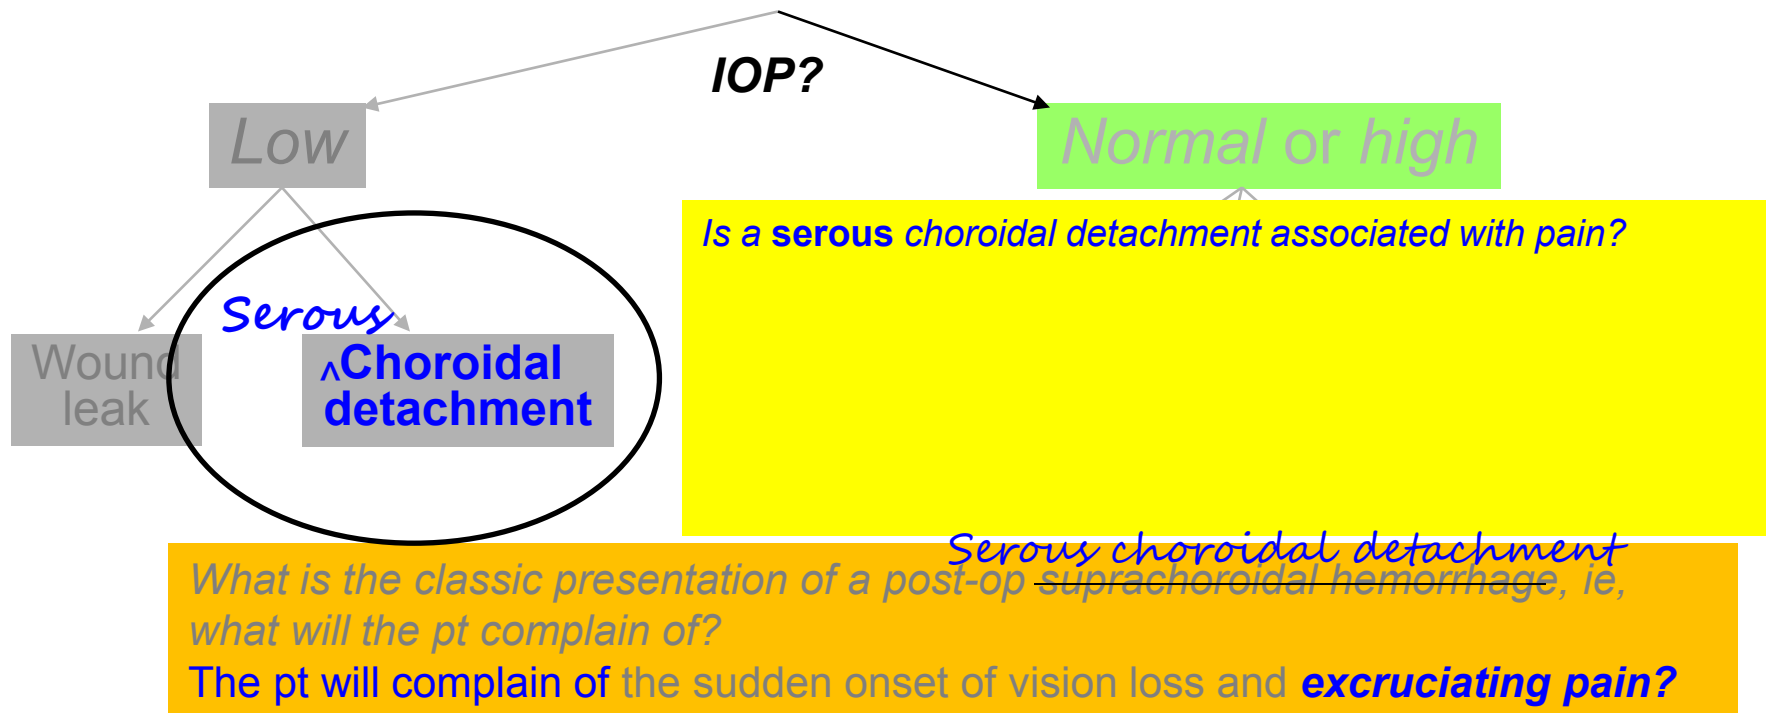 IOP?
Low
Normal or high
Is a serous choroidal detachment associated with pain?
Serous
Wound
leak
^Choroidal
detachment
Serous choroidal detachment
What is the classic presentation of a post-op suprachoroidal hemorrhage, ie,
what will the pt complain of?
The pt will complain of the sudden onset of vision loss and excruciating pain?